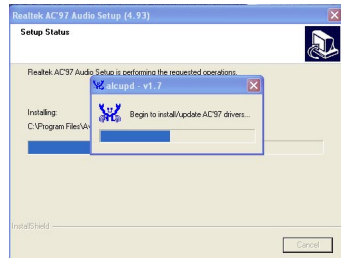 Realtek AC'97 Audio Setup (4.93)
Setup Status
Realtek AC'97 Audio Setup is performing the requested operations.
alcupd - v1.7
Begin to install/update AC'97 drivers...
Installing:
C:\Program Files\Av
InstallShield
Cancel